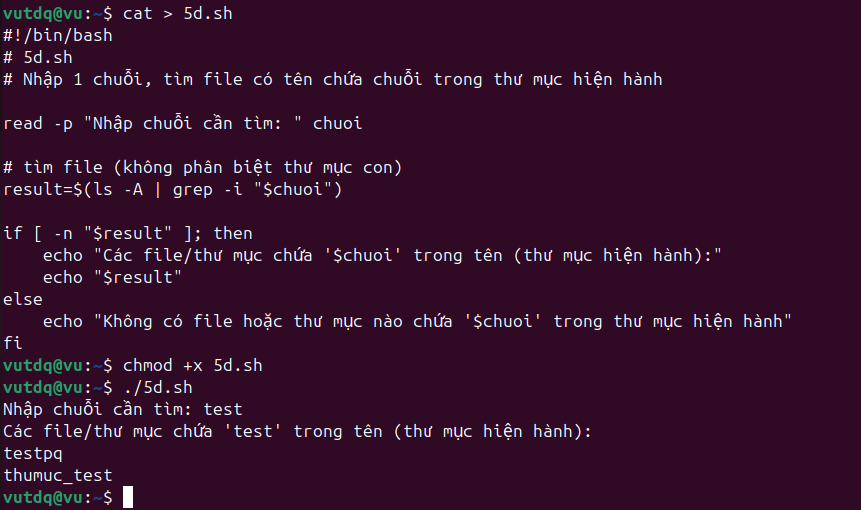 vutdq@vu:~$ cat > 5d.sh
#!/bin/bash
# 5d.sh
# Nhập 1 chuỗi, tìm file có tên chứa chuỗi trong thư mục hiện hành

read -p "Nhập chuỗi cần tìm: " chuoi

# tìm file (không phân biệt thư mục con)
result=$(ls -A | grep -i "$chuoi")

if [ -n "$result" ]; then
    echo "Các file/thư mục chứa '$chuoi' trong tên (thư mục hiện hành):"
    echo "$result"
else
    echo "Không có file hoặc thư mục nào chứa '$chuoi' trong thư mục hiện hành"
fi
vutdq@vu:~$ chmod +x 5d.sh
vutdq@vu:~$ ./5d.sh
Nhập chuỗi cần tìm: test
Các file/thư mục chứa 'test' trong tên (thư mục hiện hành):
testpq
thumuc_test
vutdq@vu:~$